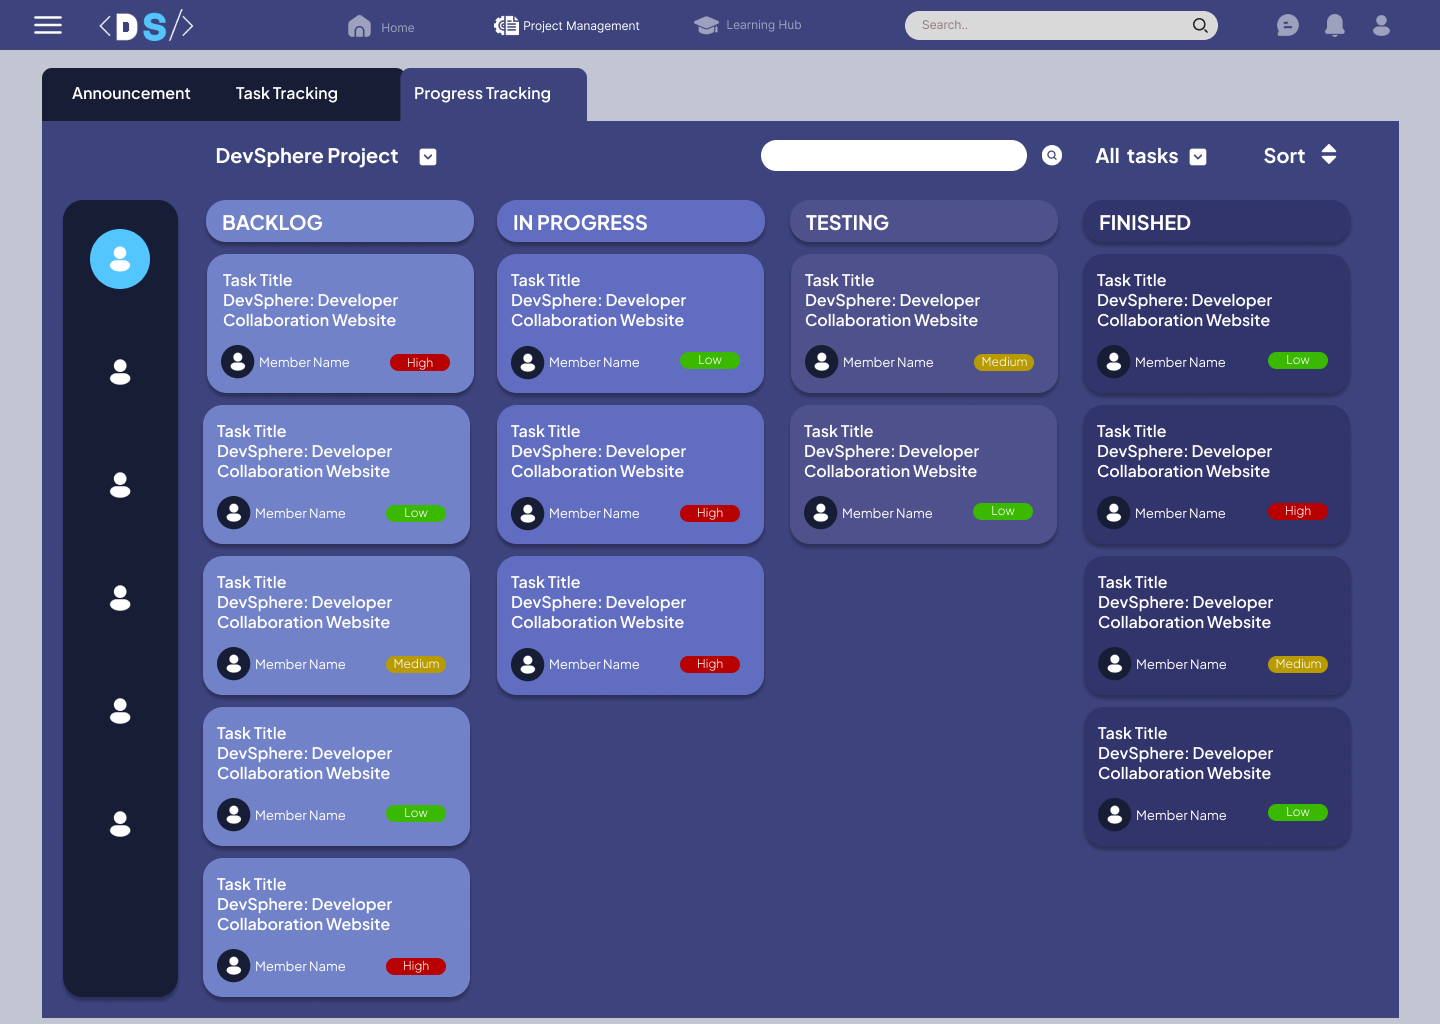 <DS/>
Home
Project Management
Learning Hub
Search..
Announcement
Task Tracking
Progress Tracking
DevSphere Project
All tasks
Sort
BACKLOG
Task Title
DevSphere: Developer
Collaboration Website
Member Name
High
Task Title
DevSphere: Developer
Collaboration Website
Member Name
Low
Task Title
DevSphere: Developer
Collaboration Website
Member Name
Medium
Task Title
DevSphere: Developer
Collaboration Website
Member Name
Low
Task Title
DevSphere: Developer
Collaboration Website
Member Name
High
IN PROGRESS
Task Title
DevSphere: Developer
Collaboration Website
Member Name
Low
Task Title
DevSphere: Developer
Collaboration Website
Member Name
High
Task Title
DevSphere: Developer
Collaboration Website
Member Name
High
TESTING
Task Title
DevSphere: Developer
Collaboration Website
Member Name
Medium
Task Title
DevSphere: Developer
Collaboration Website
Member Name
Low
FINISHED
Task Title
DevSphere: Developer
Collaboration Website
Member Name
Low
Task Title
DevSphere: Developer
Collaboration Website
Member Name
High
Task Title
DevSphere: Developer
Collaboration Website
Member Name
Medium
Task Title
DevSphere: Developer
Collaboration Website
Member Name
Low